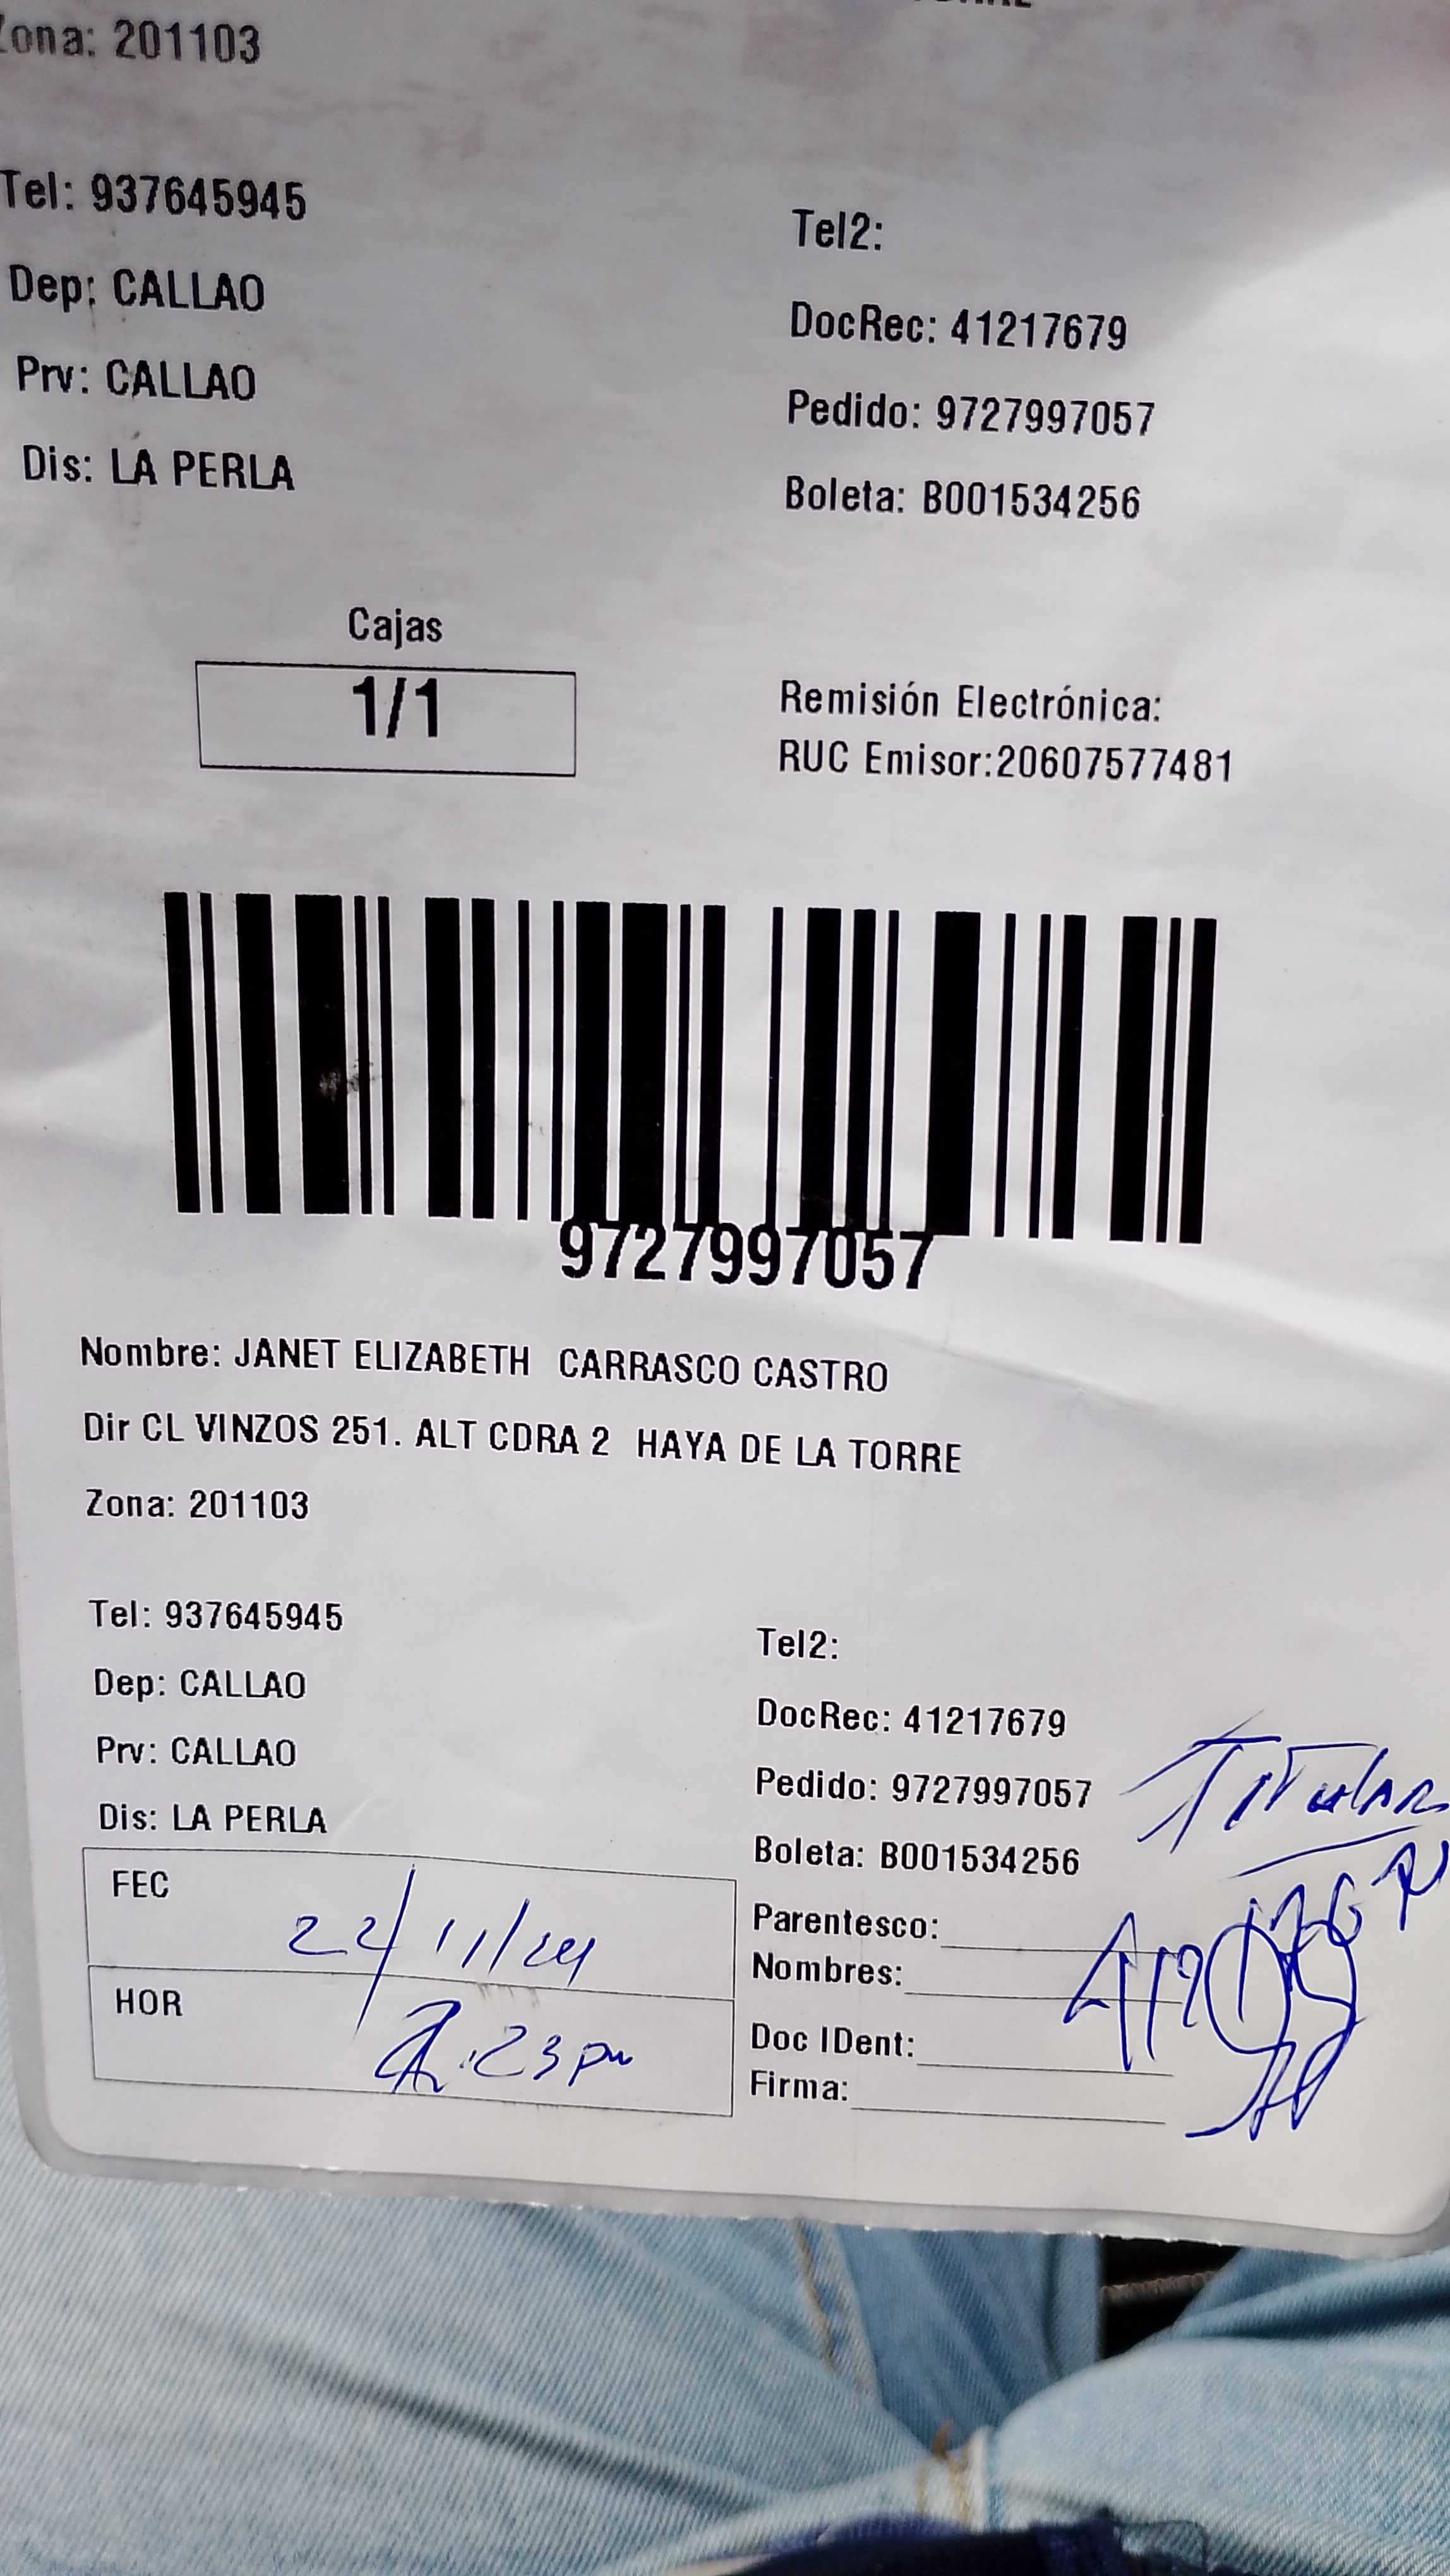 Zona: 201103
Tel: 937645945
Tel2:
Dep: CALLAO
DocRec: 41217679
Prv: CALLAO
Pedido: 9727997057
Dis: LA PERLA
Boleta: B001534256
Cajas
1/1
Remisión Electrónica:
RUC Emisor:20607577481
9727997057
Nombre: JANET ELIZABETH CARRASCO CASTRO
Dir CL VINZOS 251. ALT CDRA 2 HAYA DE LA TORRE
Zona: 201103
Tel: 937645945
Tel2:
Dep: CALLAO
DocRec: 41217679
Prv: CALLAO
Pedido: 9727997057
Titular
Dis: LA PERLA
Boleta: B001534256
FEC
22/11/24
Parentesco:
Nombres:
HOR
:23 pm
Doc IDent:
Firma: